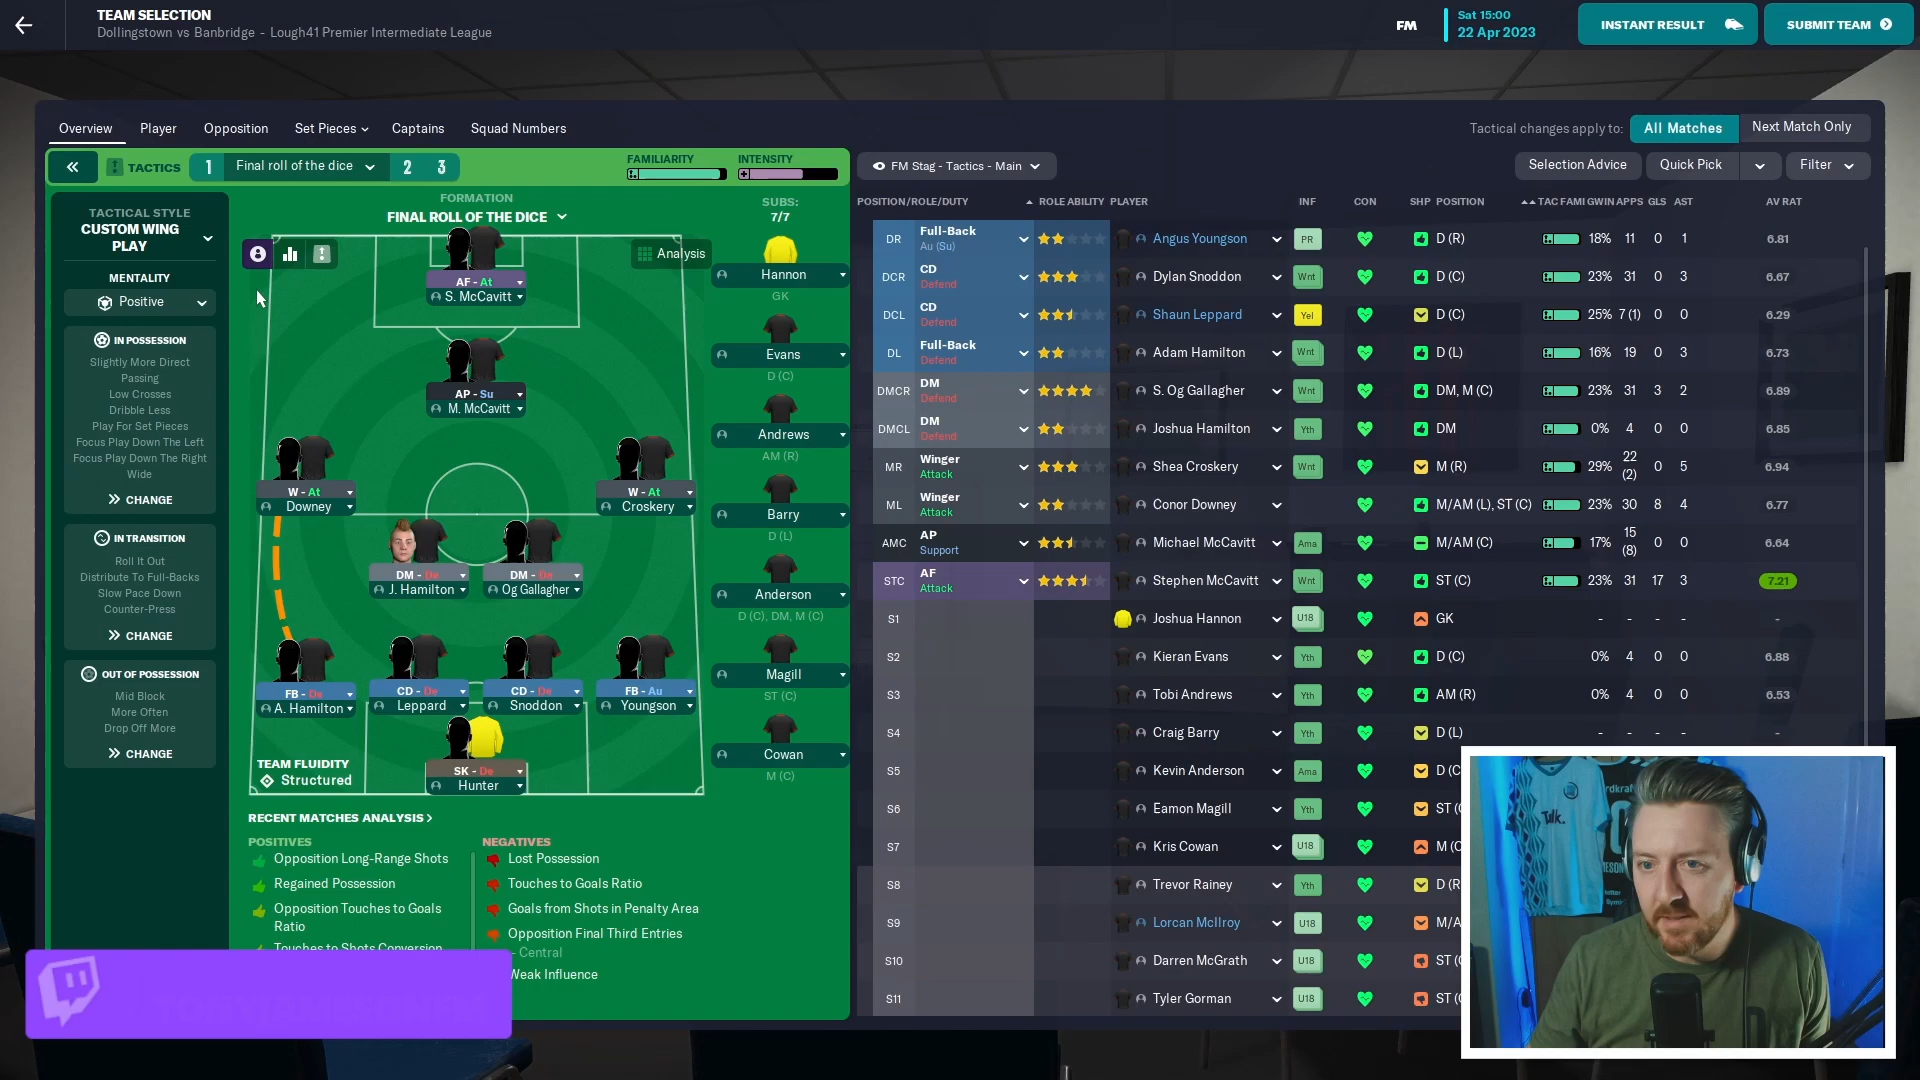 TEAM SELECTION
Dollingstown vs Banbridge - Lough41 Premier Intermediate League
FM
Sat 15:00
22 Apr 2023
INSTANT RESULT
SUBMIT TEAM
Overview
Player
Opposition
Set Pieces
Captains
Squad Numbers
Tactical changes apply to:
All Matches
Next Match Only
TACTICS
1
Final roll of the dice
2
3
FAMILIARITY
INTENSITY
FM Stag - Tactics - Main
Selection Advice
Quick Pick
Filter
TACTICAL STYLE
CUSTOM WING
PLAY
MENTALITY
Positive
IN POSSESSION
Slightly More Direct
Passing
Low Crosses
Dribble Less
Play For Set Pieces
Focus Play Down The Left
Focus Play Down The Right
Wide
CHANGE
IN TRANSITION
Roll It Out
Distribute To Full-Backs
Slow Pace Down
Counter-Press
CHANGE
OUT OF POSSESSION
Mid Block
More Often
Drop Off More
CHANGE
FORMATION
FINAL ROLL OF THE DICE
Analysis
AF - At
S. McCavitt
AP - Su
M. McCavitt
W - At
Downey
W - At
Croskery
DM - De
J. Hamilton
DM - De
Og Gallagher
FB - De
A. Hamilton
CD - De
Leppard
CD - De
Snoddon
FB - Au
Youngson
SK - De
Hunter
TEAM FLUIDITY
Structured
SUBS:
7/7
Hannon
GK
Evans
D (C)
Andrews
AM (R)
Barry
D (L)
Anderson
D (C), DM, M (C)
Magill
ST (C)
Cowan
M (C)
RECENT MATCHES ANALYSIS >
POSITIVES
Opposition Long-Range Shots
Regained Possession
Opposition Touches to Goals
Ratio
Touches to Shots Conversion
NEGATIVES
Lost Possession
Touches to Goals Ratio
Goals from Shots in Penalty Area
Opposition Final Third Entries
- Central
Weak Influence
POSITION/ROLE/DUTY ROLE ABILITY PLAYER INF CON SHP POSITION TAC FAMI GWIN APPS GLS AST AV RAT
DR Full-Back Au (Su) Angus Youngson PR D (R) 18% 11 0 1 6.81
DCR CD Defend Dylan Snoddon Wnt D (C) 23% 31 0 3 6.67
DCL CD Defend Shaun Leppard Yel D (C) 25% 7 (1) 0 0 6.29
DL Full-Back Defend Adam Hamilton Wnt D (L) 16% 19 0 3 6.73
DMCR DM Defend S. Og Gallagher Wnt DM, M (C) 23% 31 3 2 6.89
DMCL DM Defend Joshua Hamilton Yth DM 0% 4 0 0 6.85
MR Winger Attack Shea Croskery Wnt M (R) 29% 22 (2) 0 5 6.94
ML Winger Attack Conor Downey M/AM (L), ST (C) 23% 30 8 4 6.77
AMC AP Support Michael McCavitt Ama M/AM (C) 17% 15 (8) 0 0 6.64
STC AF Attack Stephen McCavitt Wnt ST (C) 23% 31 17 3 7.21
S1 Joshua Hannon U18 GK - - - - -
S2 Kieran Evans Yth D (C) 0% 4 0 0 6.88
S3 Tobi Andrews Yth AM (R) 0% 4 0 0 6.53
S4 Craig Barry Yth D (L) - - - - -
S5 Kevin Anderson Ama D (C
S6 Eamon Magill Yth ST (
S7 Kris Cowan U18 M (C
S8 Trevor Rainey Yth D (R
S9 Lorcan McIlroy U18 M/A
S10 Darren McGrath U18 ST (
S11 Tyler Gorman U18 ST (
Talk.